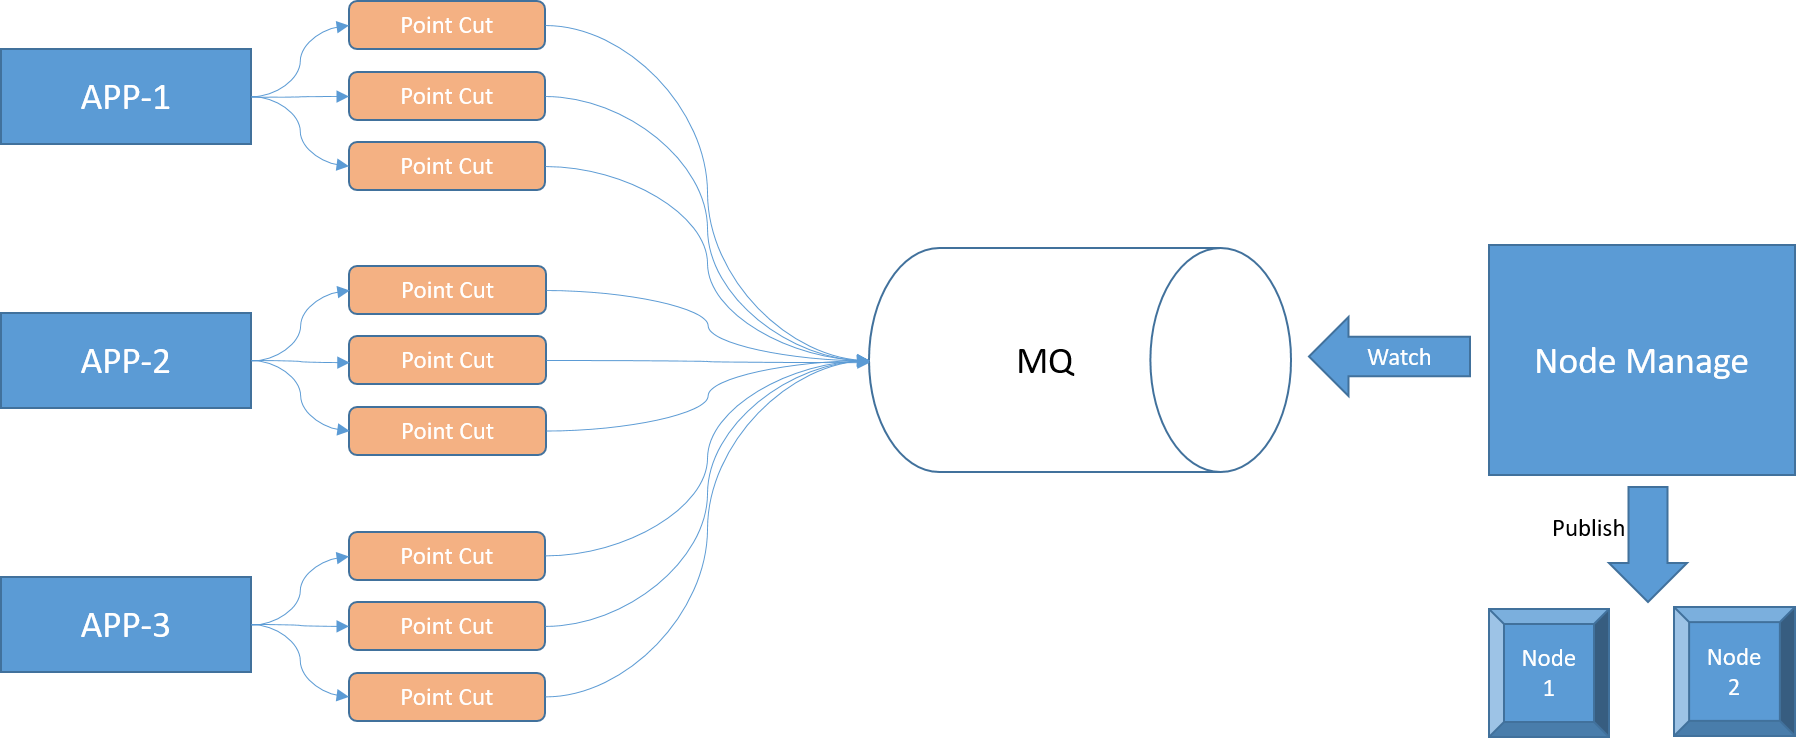 APP-1
Point Cut
Point Cut
Point Cut
APP-2
Point Cut
Point Cut
Point Cut
APP-3
Point Cut
Point Cut
Point Cut
MQ
Watch
Node Manage
Publish
Node
1
Node
2